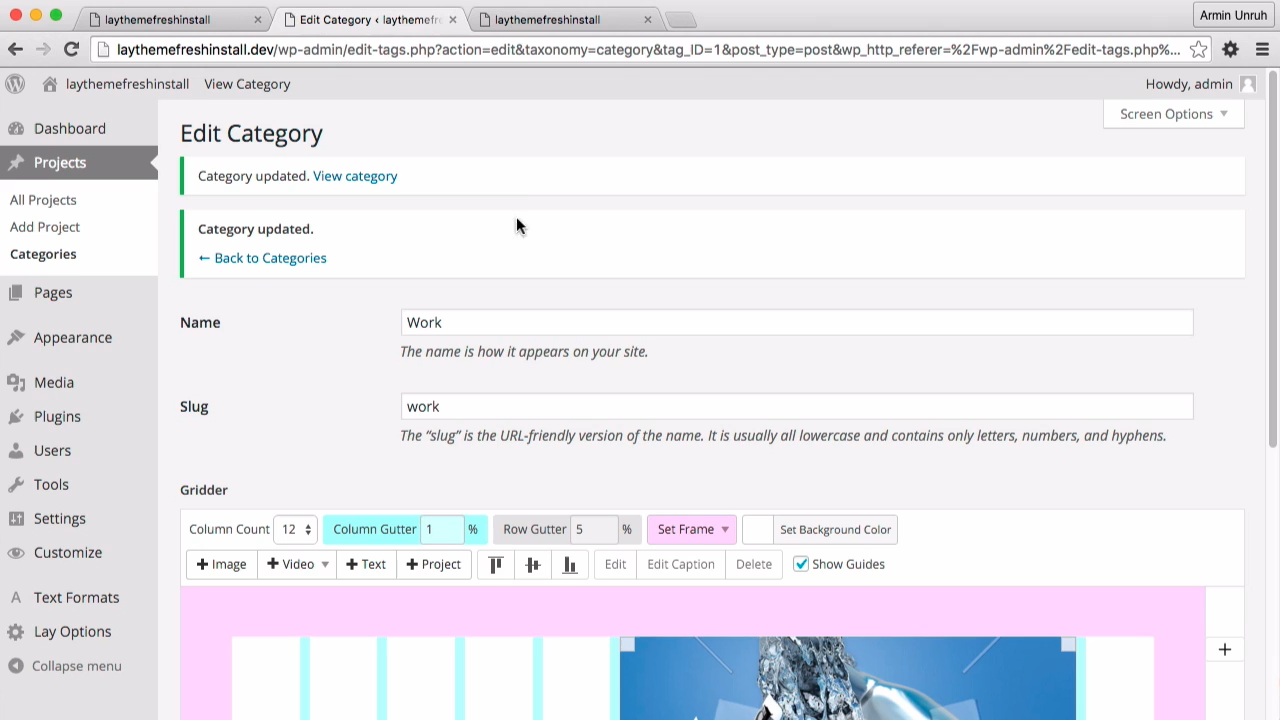 Armin Unruh
laythemefreshinstall
Edit Category ‹ laythemefr
laythemefreshinstall
laythemefreshinstall.dev/wp-admin/edit-tags.php?action=edit&taxonomy=category&tag_ID=1&post_type=post&wp_http_referer=%2Fwp-admin%2Fedit-tags.php%...
laythemefreshinstall View Category Howdy, admin
Screen Options
Dashboard
Projects
All Projects
Add Project
Categories
Pages
Appearance
Media
Plugins
Users
Tools
Settings
Customize
Text Formats
Lay Options
Collapse menu
Edit Category
Category updated. View category
Category updated.
← Back to Categories
Name Work
The name is how it appears on your site.
Slug work
The “slug” is the URL-friendly version of the name. It is usually all lowercase and contains only letters, numbers, and hyphens.
Gridder
Column Count 12 Column Gutter 1 % Row Gutter 5 % Set Frame Set Background Color
+ Image + Video + Text + Project Edit Edit Caption Delete Show Guides
+